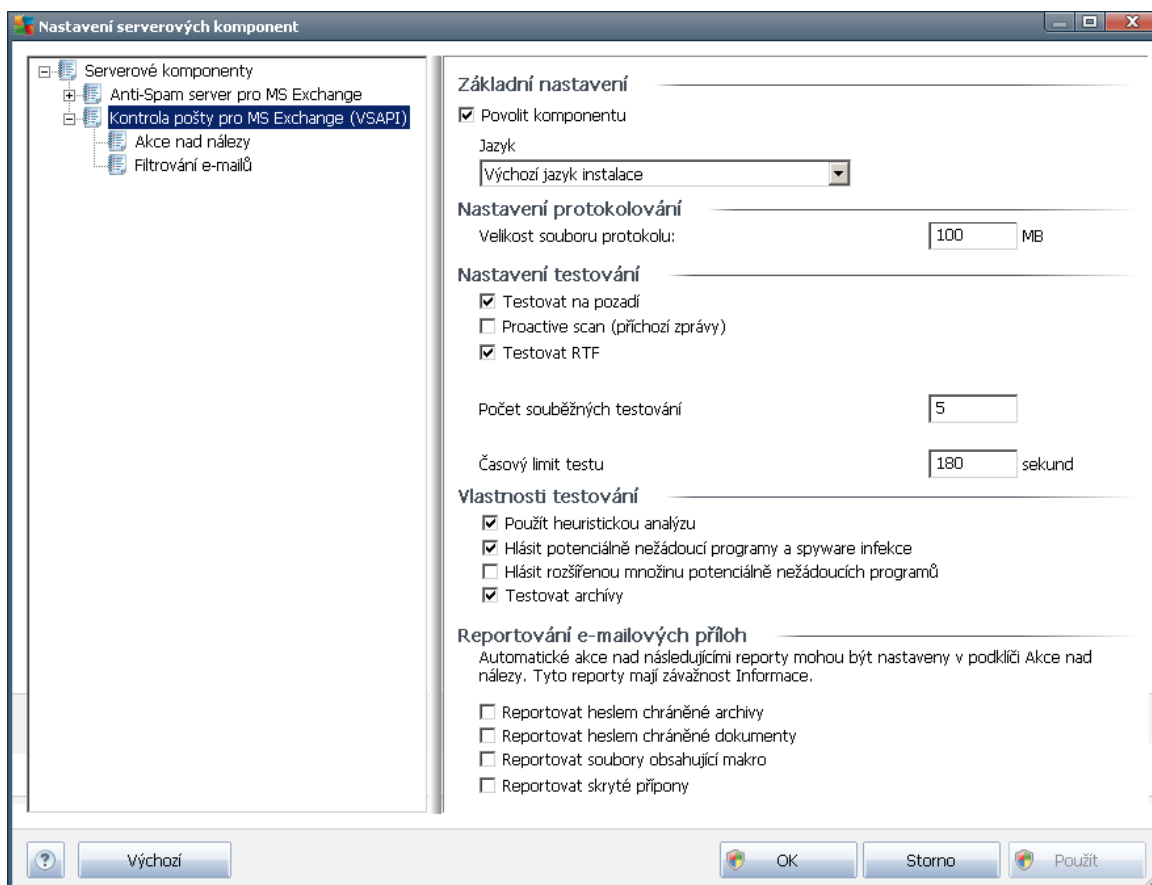 Nastavení serverových komponent
Serverové komponenty
Anti-Spam server pro MS Exchange
Kontrola pošty pro MS Exchange (VSAPI)
Akce nad nálezy
Filtrování e-mailů
Základní nastavení
Povolit komponentu
Jazyk
Výchozí jazyk instalace
Nastavení protokolování
Velikost souboru protokolu: 100 MB
Nastavení testování
Testovat na pozadí
Proactive scan (příchozí zprávy)
Testovat RTF
Počet souběžných testování 5
Časový limit testu 180 sekund
Vlastnosti testování
Použít heuristickou analýzu
Hlásit potenciálně nežádoucí programy a spyware infekce
Hlásit rozšířenou množinu potenciálně nežádoucích programů
Testovat archívy
Reportování e-mailových příloh
Automatické akce nad následujícími reporty mohou být nastaveny v podklíči Akce nad
nálezy. Tyto reporty mají závažnost Informace.
Reportovat heslem chráněné archivy
Reportovat heslem chráněné dokumenty
Reportovat soubory obsahující makro
Reportovat skryté přípony
? Výchozí OK Storno Použít